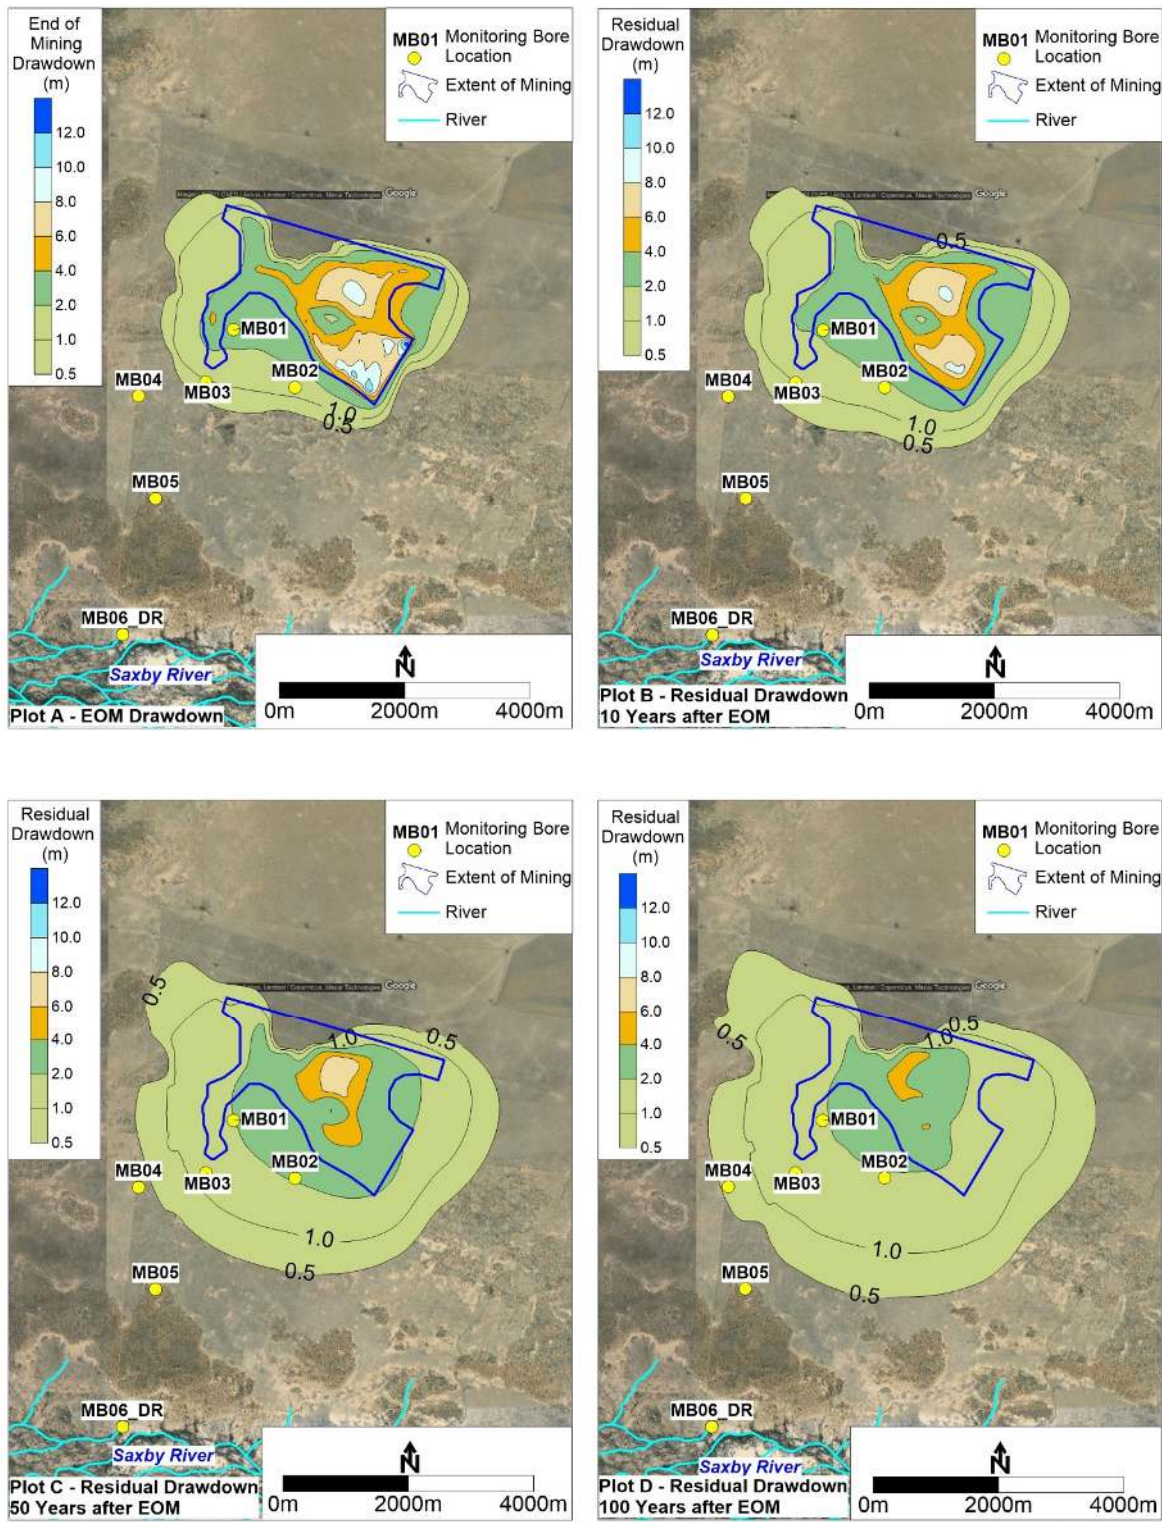 End of
Mining
Drawdown
(m)
12.0
10.0
8.0
6.0
4.0
2.0
1.0
0.5
MB01 Monitoring Bore
Location
Extent of Mining
River
Google
MB01
MB02
MB04
MB03
1.0
0.5
MB05
MB06_DR
Saxby River
N
0m 2000m 4000m
Plot A - EOM Drawdown
Residual
Drawdown
(m)
12.0
10.0
8.0
6.0
4.0
2.0
1.0
0.5
MB01 Monitoring Bore
Location
Extent of Mining
River
Google
0.5
MB01
MB02
MB04
MB03
1.0
0.5
MB05
MB06_DR
Saxby River
N
0m 2000m 4000m
Plot B - Residual Drawdown
10 Years after EOM
Residual
Drawdown
(m)
12.0
10.0
8.0
6.0
4.0
2.0
1.0
0.5
MB01 Monitoring Bore
Location
Extent of Mining
River
Google
0.5
1.0
0.5
MB01
MB02
MB04
MB03
1.0
0.5
MB05
MB06_DR
Saxby River
N
0m 2000m 4000m
Plot C - Residual Drawdown
50 Years after EOM
Residual
Drawdown
(m)
12.0
10.0
8.0
6.0
4.0
2.0
1.0
0.5
MB01 Monitoring Bore
Location
Extent of Mining
River
Google
0.5
1.0
0.5
MB01
MB02
MB04
MB03
1.0
0.5
MB05
MB06_DR
Saxby River
N
0m 2000m 4000m
Plot D - Residual Drawdown
100 Years after EOM